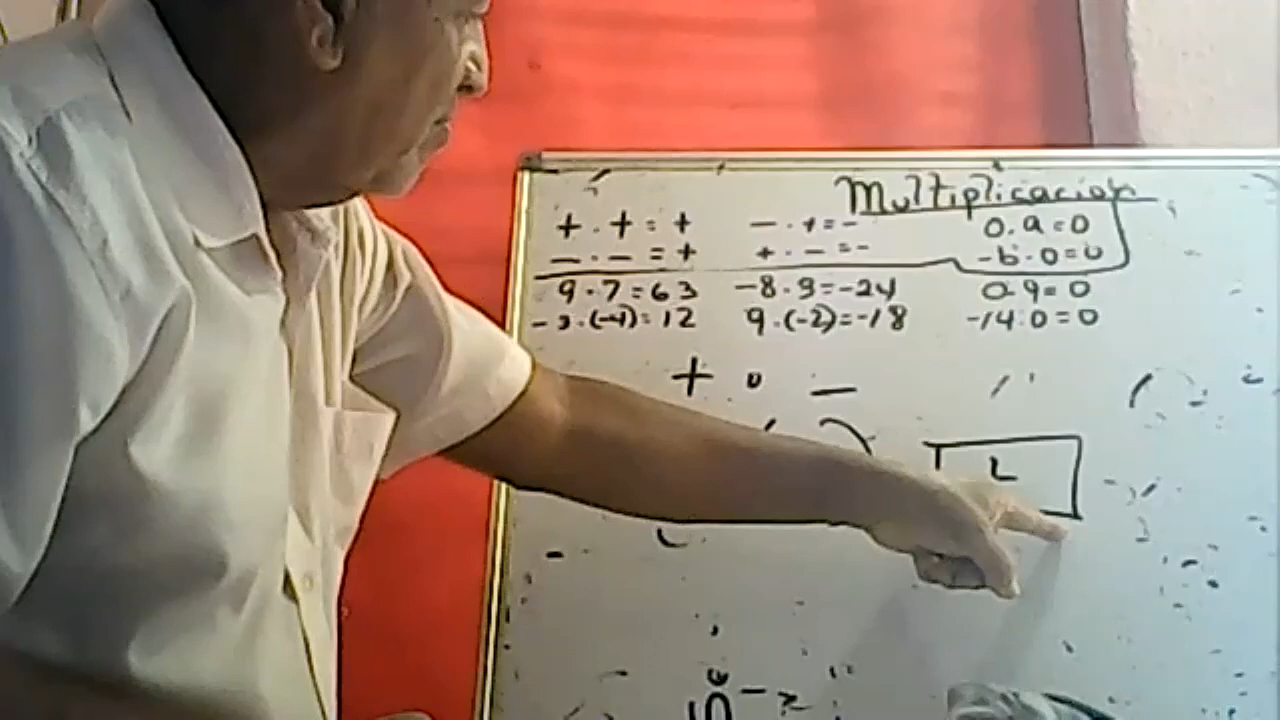 Multiplicación
+ . + = + - . + = - 0.a=0
- . - = + + . - = - -b.0=0
9.7=63 -8.3=-24 0.9=0
-3.(-4)=12 9.(-2)=-18 -14.0=0
+ o -
L